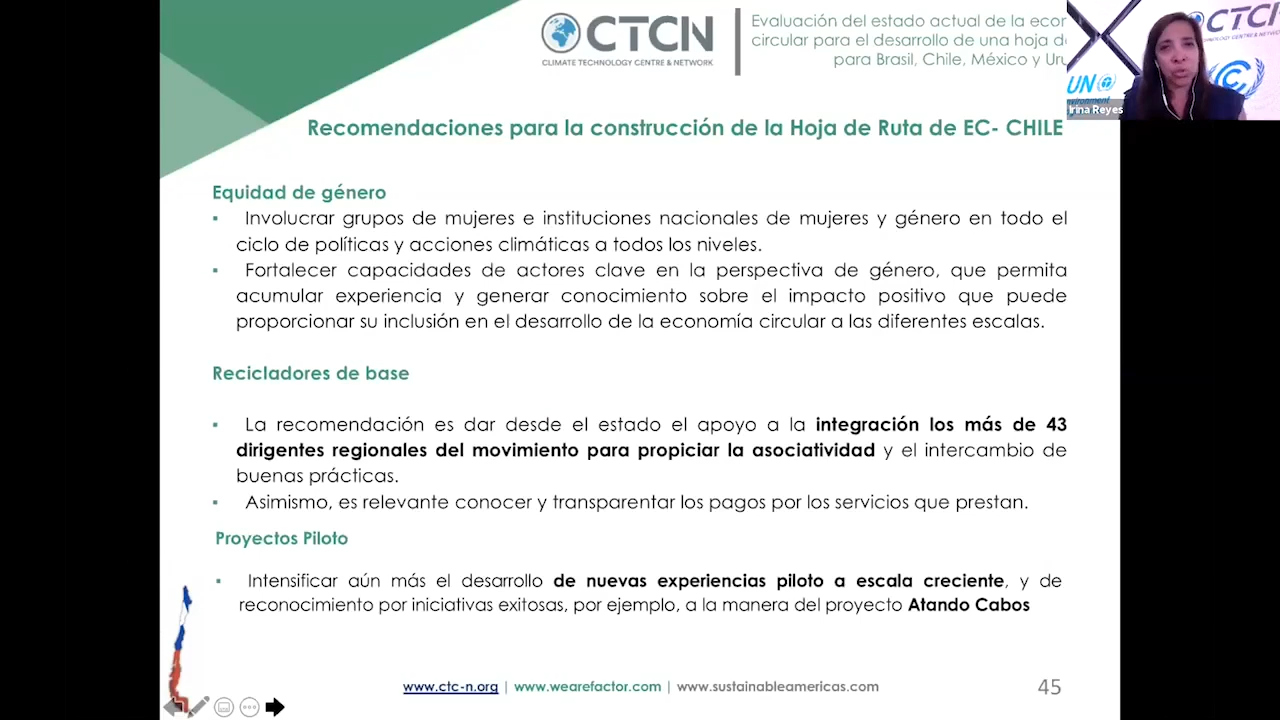 CTCN
CLIMATE TECHNOLOGY CENTRE & NETWORK
Evaluación del estado actual de la
circular para el desarrollo de una hoja
para Brasil, Chile, México y
CTCN
UN
environment
Irina Reyes
Recomendaciones para la construcción de la Hoja de Ruta de EC- CHILE
Equidad de género
▪ Involucrar grupos de mujeres e instituciones nacionales de mujeres y género en todo el
ciclo de políticas y acciones climáticas a todos los niveles.
▪ Fortalecer capacidades de actores clave en la perspectiva de género, que permita
acumular experiencia y generar conocimiento sobre el impacto positivo que puede
proporcionar su inclusión en el desarrollo de la economía circular a las diferentes escalas.
Recicladores de base
▪ La recomendación es dar desde el estado el apoyo a la integración los más de 43
dirigentes regionales del movimiento para propiciar la asociatividad y el intercambio de
buenas prácticas.
▪ Asimismo, es relevante conocer y transparentar los pagos por los servicios que prestan.
Proyectos Piloto
▪ Intensificar aún más el desarrollo de nuevas experiencias piloto a escala creciente, y de
reconocimiento por iniciativas exitosas, por ejemplo, a la manera del proyecto Atando Cabos
www.ctc-n.org | www.wearefactor.com | www.sustainableamericas.com
45